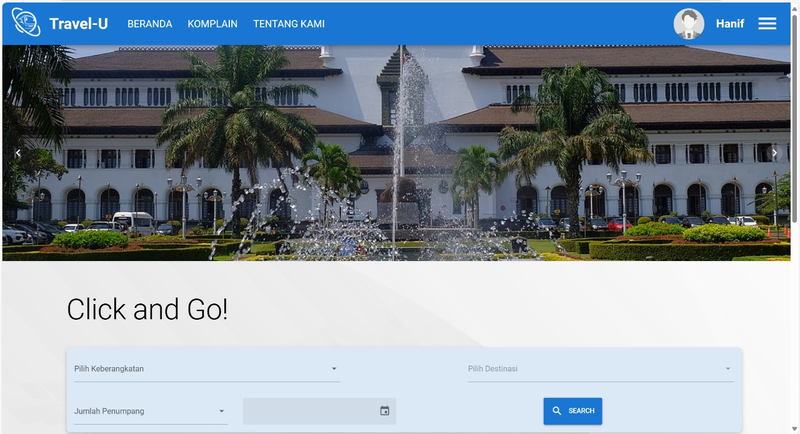 Travel-U BERANDA KOMPLAIN TENTANG KAMI Hanif
Click and Go!
Pilih Keberangkatan Pilih Destinasi
Jumlah Penumpang SEARCH